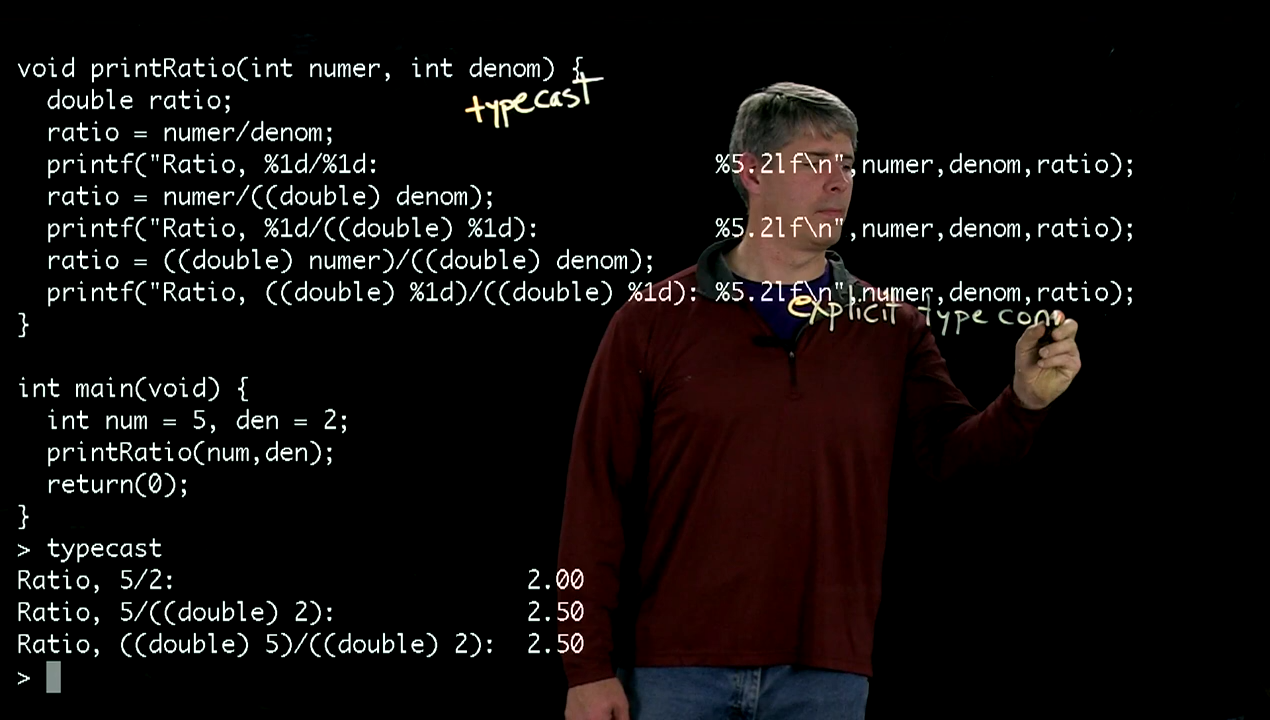 void printRatio(int numer, int denom) {
typecast
double ratio;
ratio = numer/denom;
printf("Ratio, %1d/%1d: %5.2lf\n",numer,denom,ratio);
ratio = numer/((double) denom);
printf("Ratio, %1d/((double) %1d): %5.2lf\n",numer,denom,ratio);
ratio = ((double) numer)/((double) denom);
printf("Ratio, ((double) %1d)/((double) %1d): %5.2lf\n",numer,denom,ratio);
explicit type conv
}
int main(void) {
int num = 5, den = 2;
printRatio(num,den);
return(0);
}
> typecast
Ratio, 5/2: 2.00
Ratio, 5/((double) 2): 2.50
Ratio, ((double) 5)/((double) 2): 2.50
>